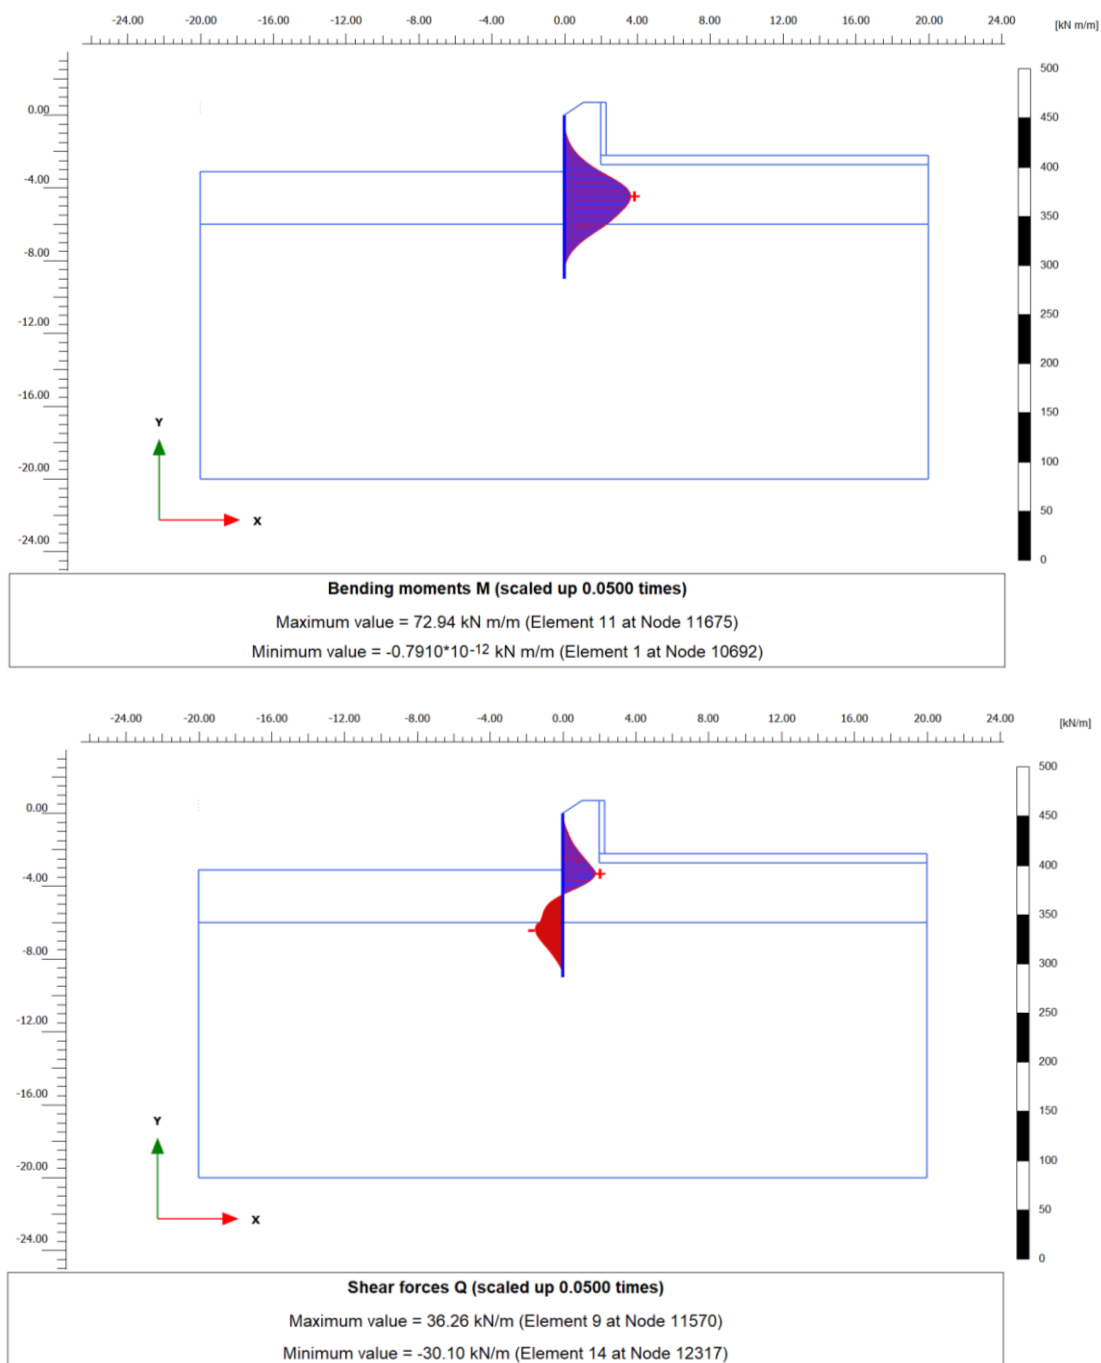 -24.00 -20.00 -16.00 -12.00 -8.00 -4.00 0.00 4.00 8.00 12.00 16.00 20.00 24.00
[kN m/m]
500
0.00
450
400
-4.00
350
-8.00
300
250
-12.00
200
-16.00
150
Y
100
-20.00
50
X
-24.00
0
Bending moments M (scaled up 0.0500 times)
Maximum value = 72.94 kN m/m (Element 11 at Node 11675)
Minimum value = -0.7910*10-12 kN m/m (Element 1 at Node 10692)
-24.00 -20.00 -16.00 -12.00 -8.00 -4.00 0.00 4.00 8.00 12.00 16.00 20.00 24.00
[kN/m]
500
0.00
450
400
-4.00
350
-8.00
300
250
-12.00
200
-16.00
150
Y
100
-20.00
50
X
-24.00
0
Shear forces Q (scaled up 0.0500 times)
Maximum value = 36.26 kN/m (Element 9 at Node 11570)
Minimum value = -30.10 kN/m (Element 14 at Node 12317)